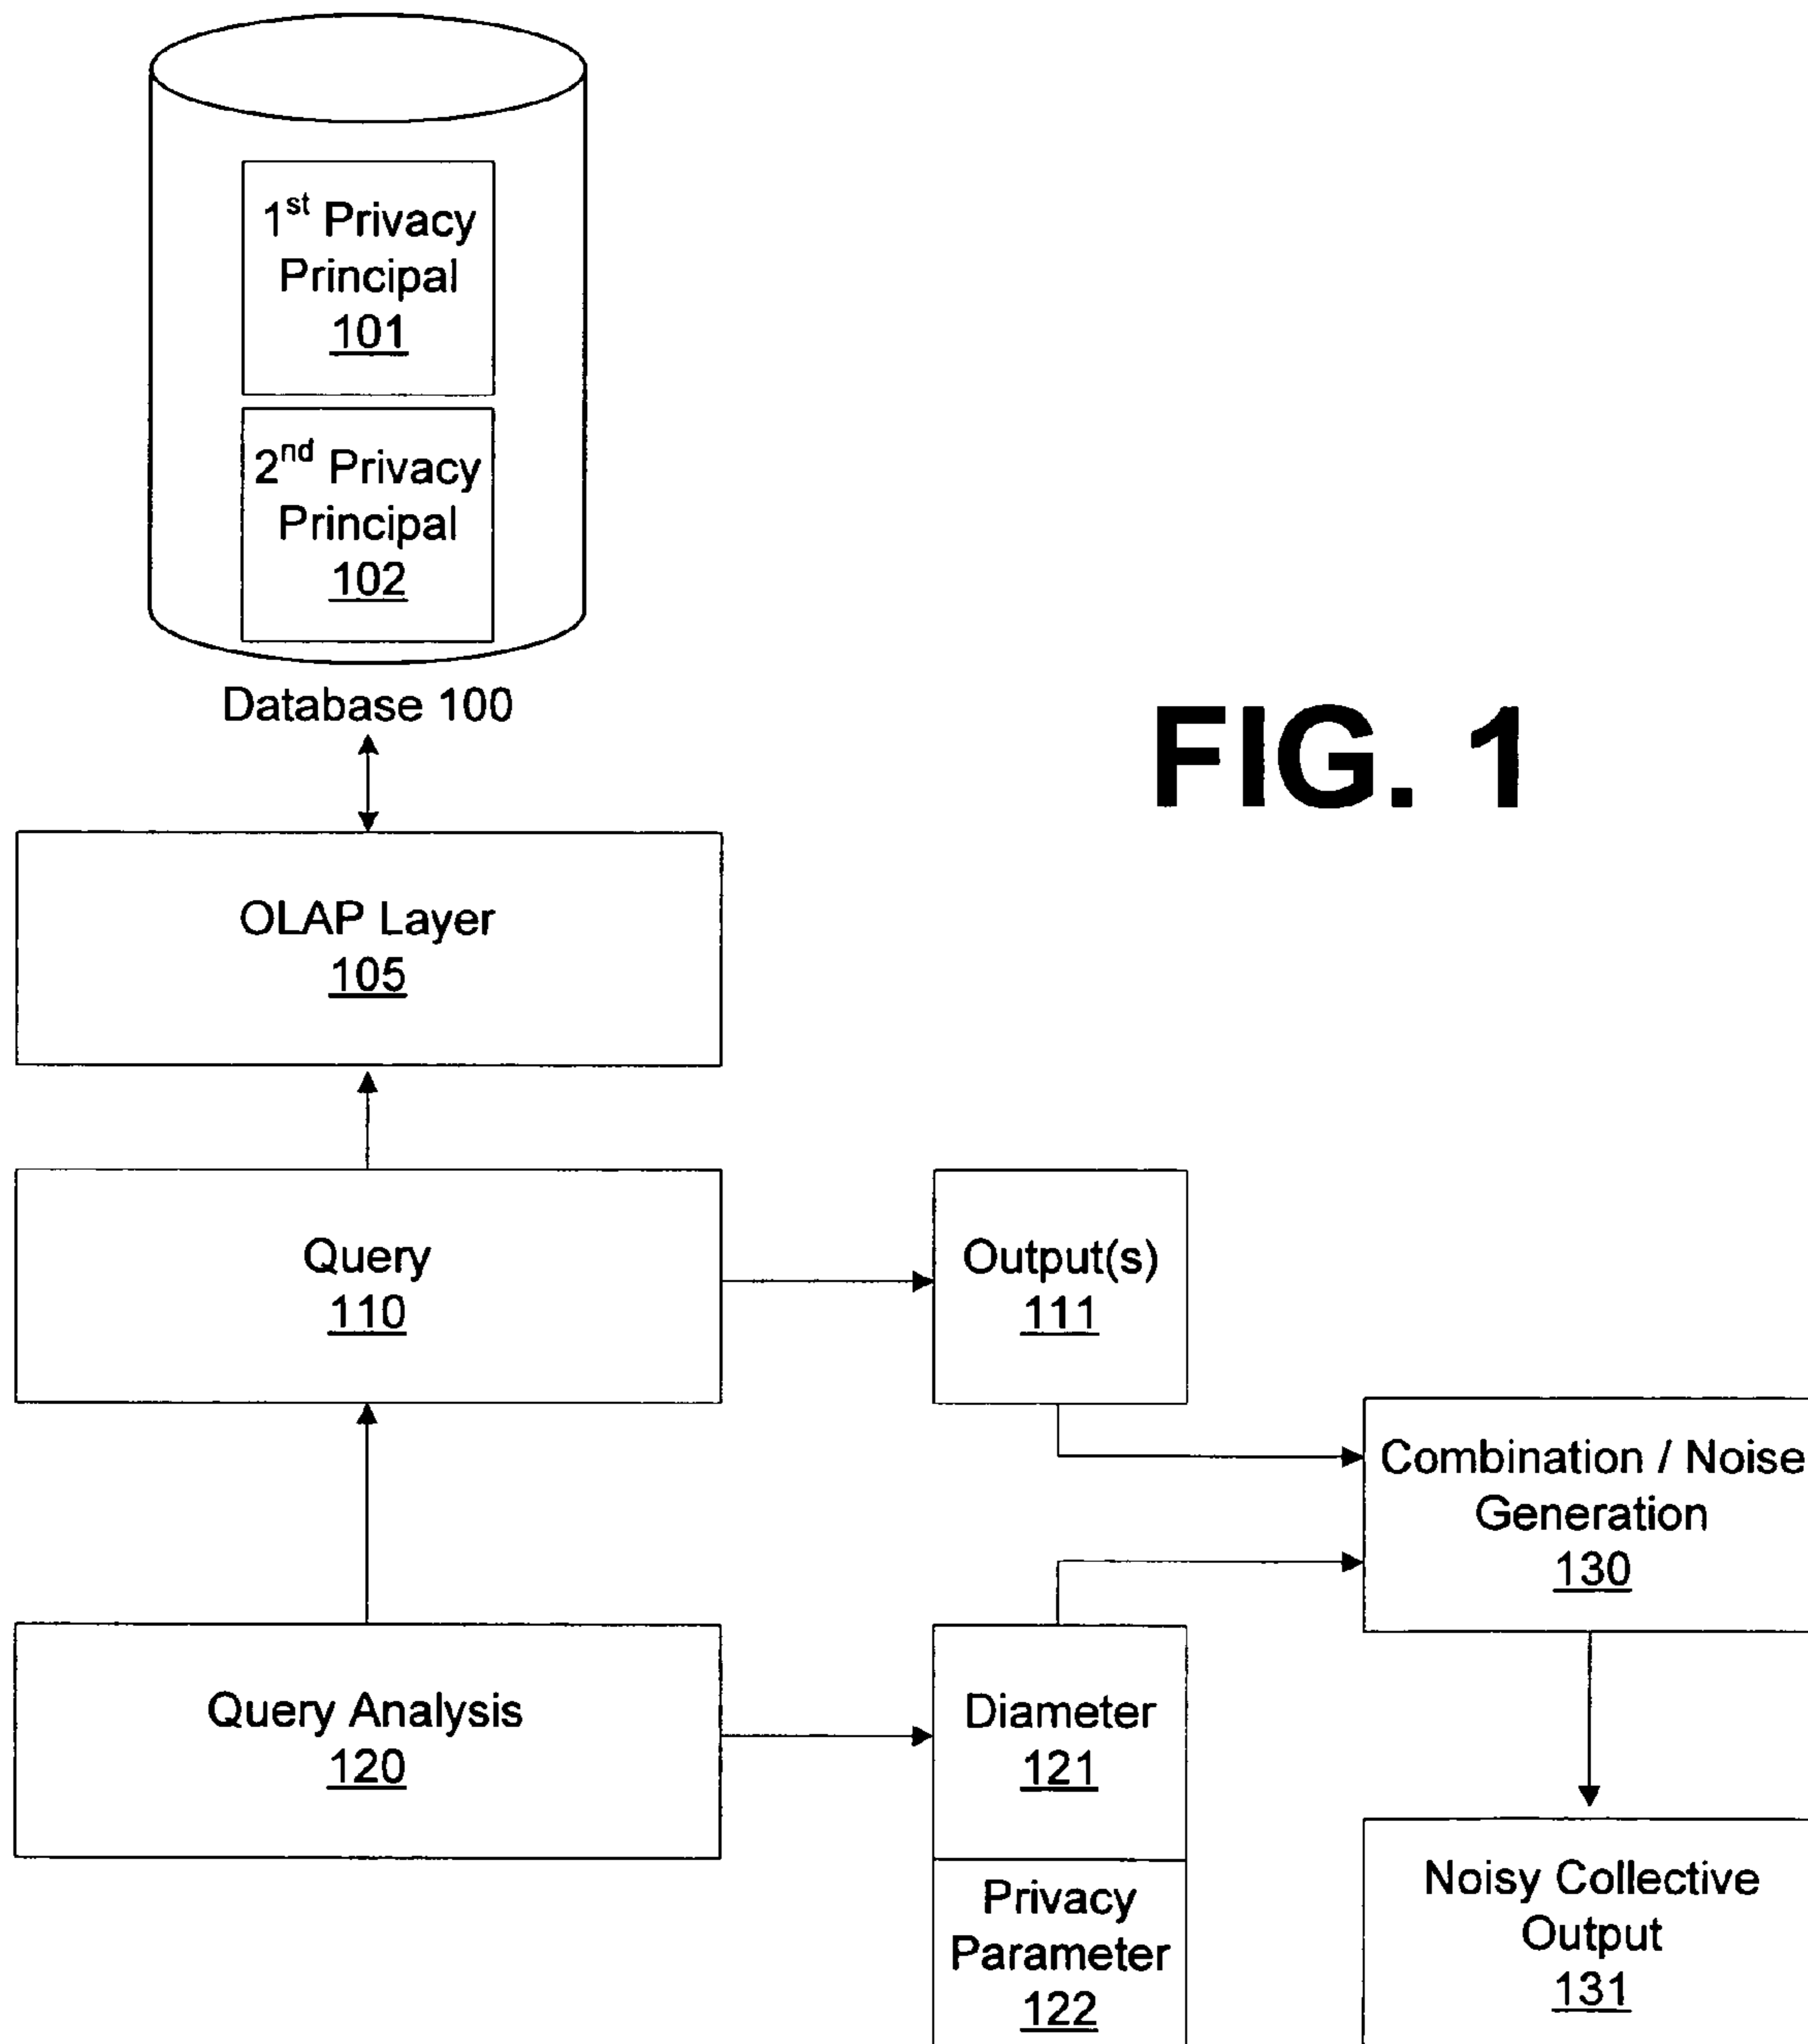 1st Privacy
Principal
101
2nd Privacy
Principal
102
Database 100
FIG. 1
OLAP Layer
105
Query
110
Output(s)
111
Combination / Noise
Generation
130
Query Analysis
120
Diameter
121
Privacy
Parameter
122
Noisy Collective
Output
131